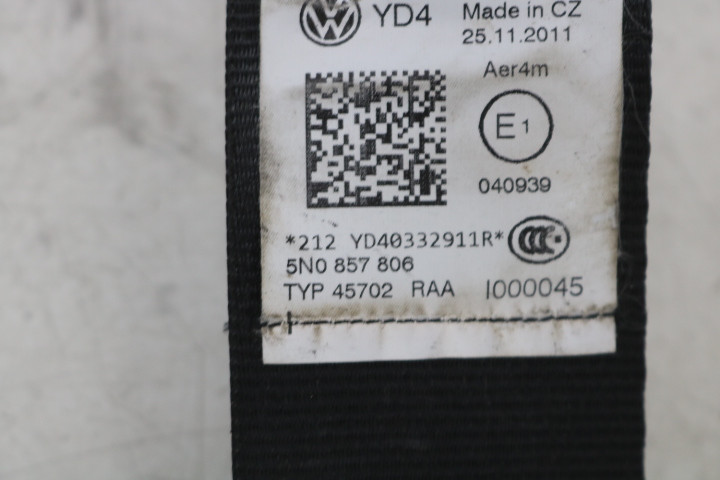 YD4
Made in CZ
25.11.2011
Aer4m
E1
040939
*212 YD40332911R*
CCC
5N0 857 806
TYP 45702 RAA I000045